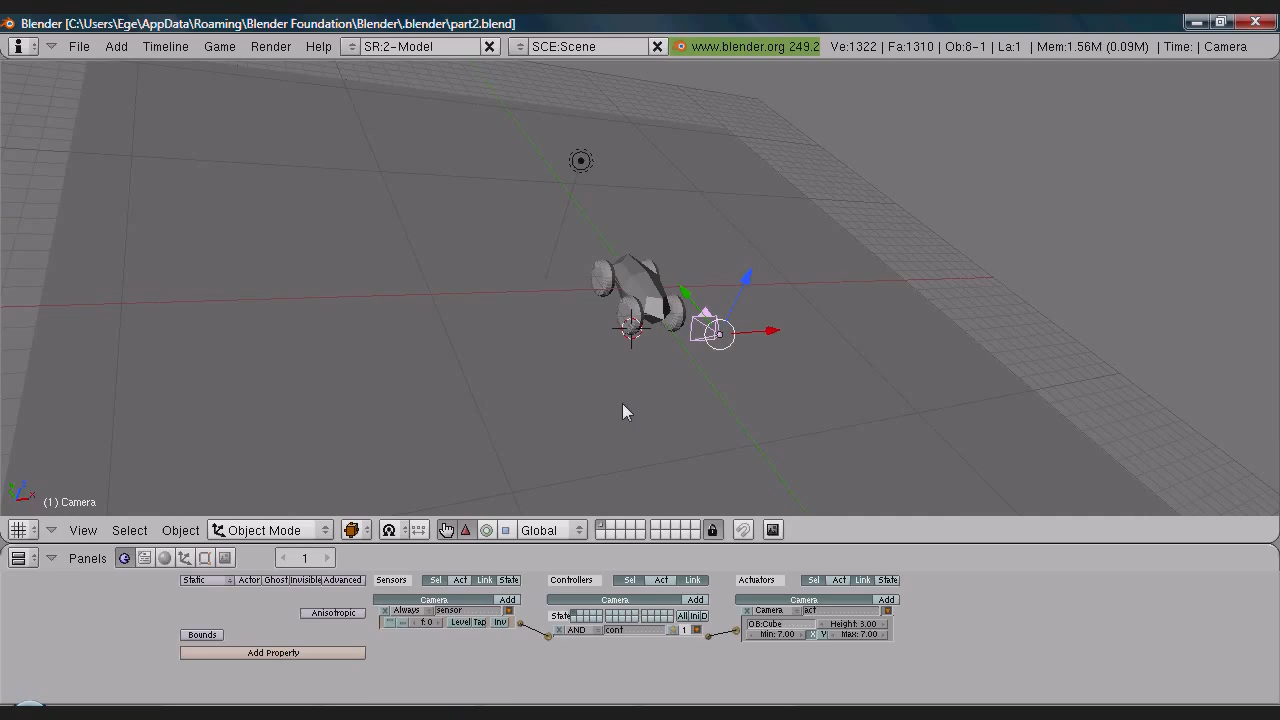 Blender [C:\Users\Ege\AppData\Roaming\Blender Foundation\Blender\.blender\part2.blend]
File Add Timeline Game Render Help SR:2-Model SCE:Scene www.blender.org 249.2 Ve:1322 | Fa:1310 | Ob:8-1 | La:1 | Mem:1.56M (0.09M) | Time: | Camera
(1) Camera
View Select Object Object Mode Global
Panels 1
Static Actor Ghost Invisible Advanced Sensors Sel Act Link State Controllers Sel Act Link Actuators Sel Act Link State
Camera Add Camera Add Camera Add
Always sensor State All Ini D Camera act
Anisotropic f: 0 Level Tap Inv AND cont 1 OB:Cube Height: 3.00
Bounds Min: 7.00 X Y Max: 7.00
Add Property